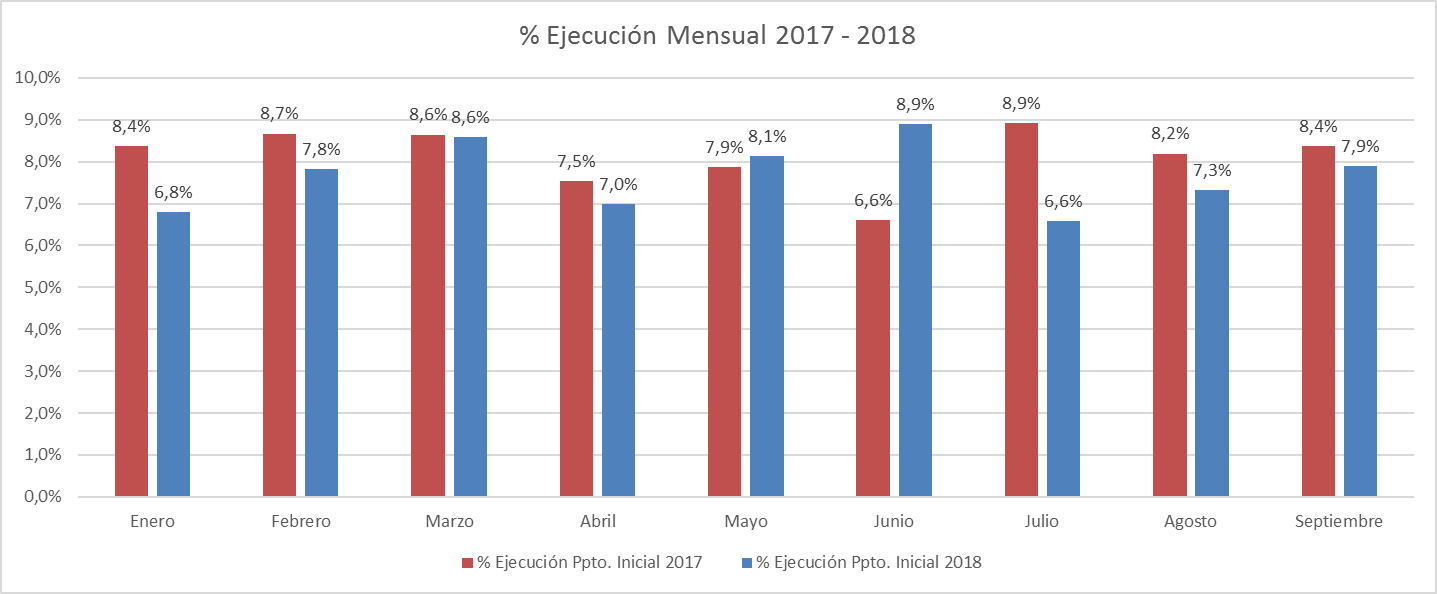 % Ejecución Mensual 2017 - 2018
10,0%
9,0%
8,0%
7,0%
6,0%
5,0%
4,0%
3,0%
2,0%
1,0%
0,0%
8,4%
6,8%
8,7%
7,8%
8,6%
8,6%
7,5%
7,0%
7,9%
8,1%
6,6%
8,9%
8,9%
6,6%
8,2%
7,3%
8,4%
7,9%
Enero
Febrero
Marzo
Abril
Mayo
Junio
Julio
Agosto
Septiembre
% Ejecución Ppto. Inicial 2017
% Ejecución Ppto. Inicial 2018